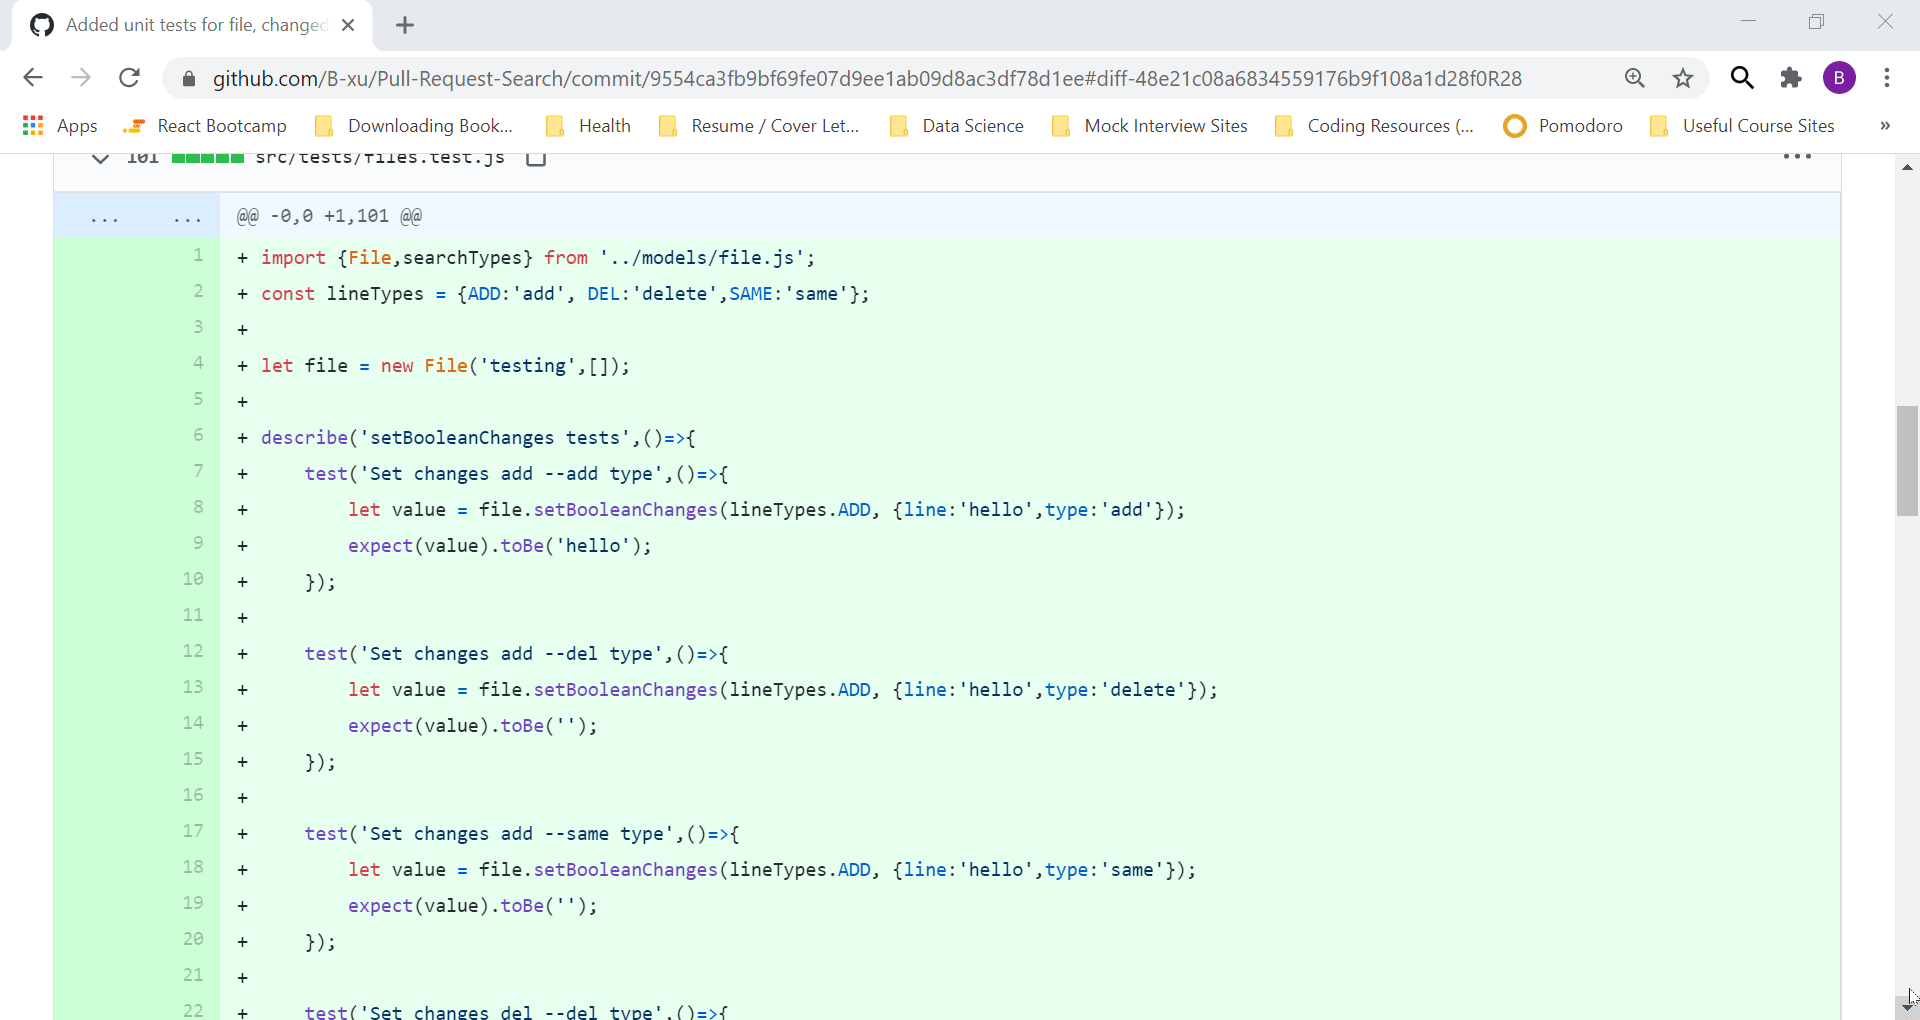 Added unit tests for file, changed
github.com/B-xu/Pull-Request-Search/commit/9554ca3fb9bf69fe07d9ee1ab09d8ac3df78d1ee#diff-48e21c08a6834559176b9f108a1d28f0R28
B
Apps React Bootcamp Downloading Book... Health Resume / Cover Let... Data Science Mock Interview Sites Coding Resources (... Pomodoro Useful Course Sites »
101 src/tests/files.test.js ...
... ... @@ -0,0 +1,101 @@
1 + import {File,searchTypes} from '../models/file.js';
2 + const lineTypes = {ADD:'add', DEL:'delete',SAME:'same'};
3 +
4 + let file = new File('testing',[]);
5 +
6 + describe('setBooleanChanges tests',()=>{
7 +     test('Set changes add --add type',()=>{
8 +         let value = file.setBooleanChanges(lineTypes.ADD, {line:'hello',type:'add'});
9 +         expect(value).toBe('hello');
10 +     });
11 +
12 +     test('Set changes add --del type',()=>{
13 +         let value = file.setBooleanChanges(lineTypes.ADD, {line:'hello',type:'delete'});
14 +         expect(value).toBe('');
15 +     });
16 +
17 +     test('Set changes add --same type',()=>{
18 +         let value = file.setBooleanChanges(lineTypes.ADD, {line:'hello',type:'same'});
19 +         expect(value).toBe('');
20 +     });
21 +
22 +     test('Set changes del --del type',()=>{